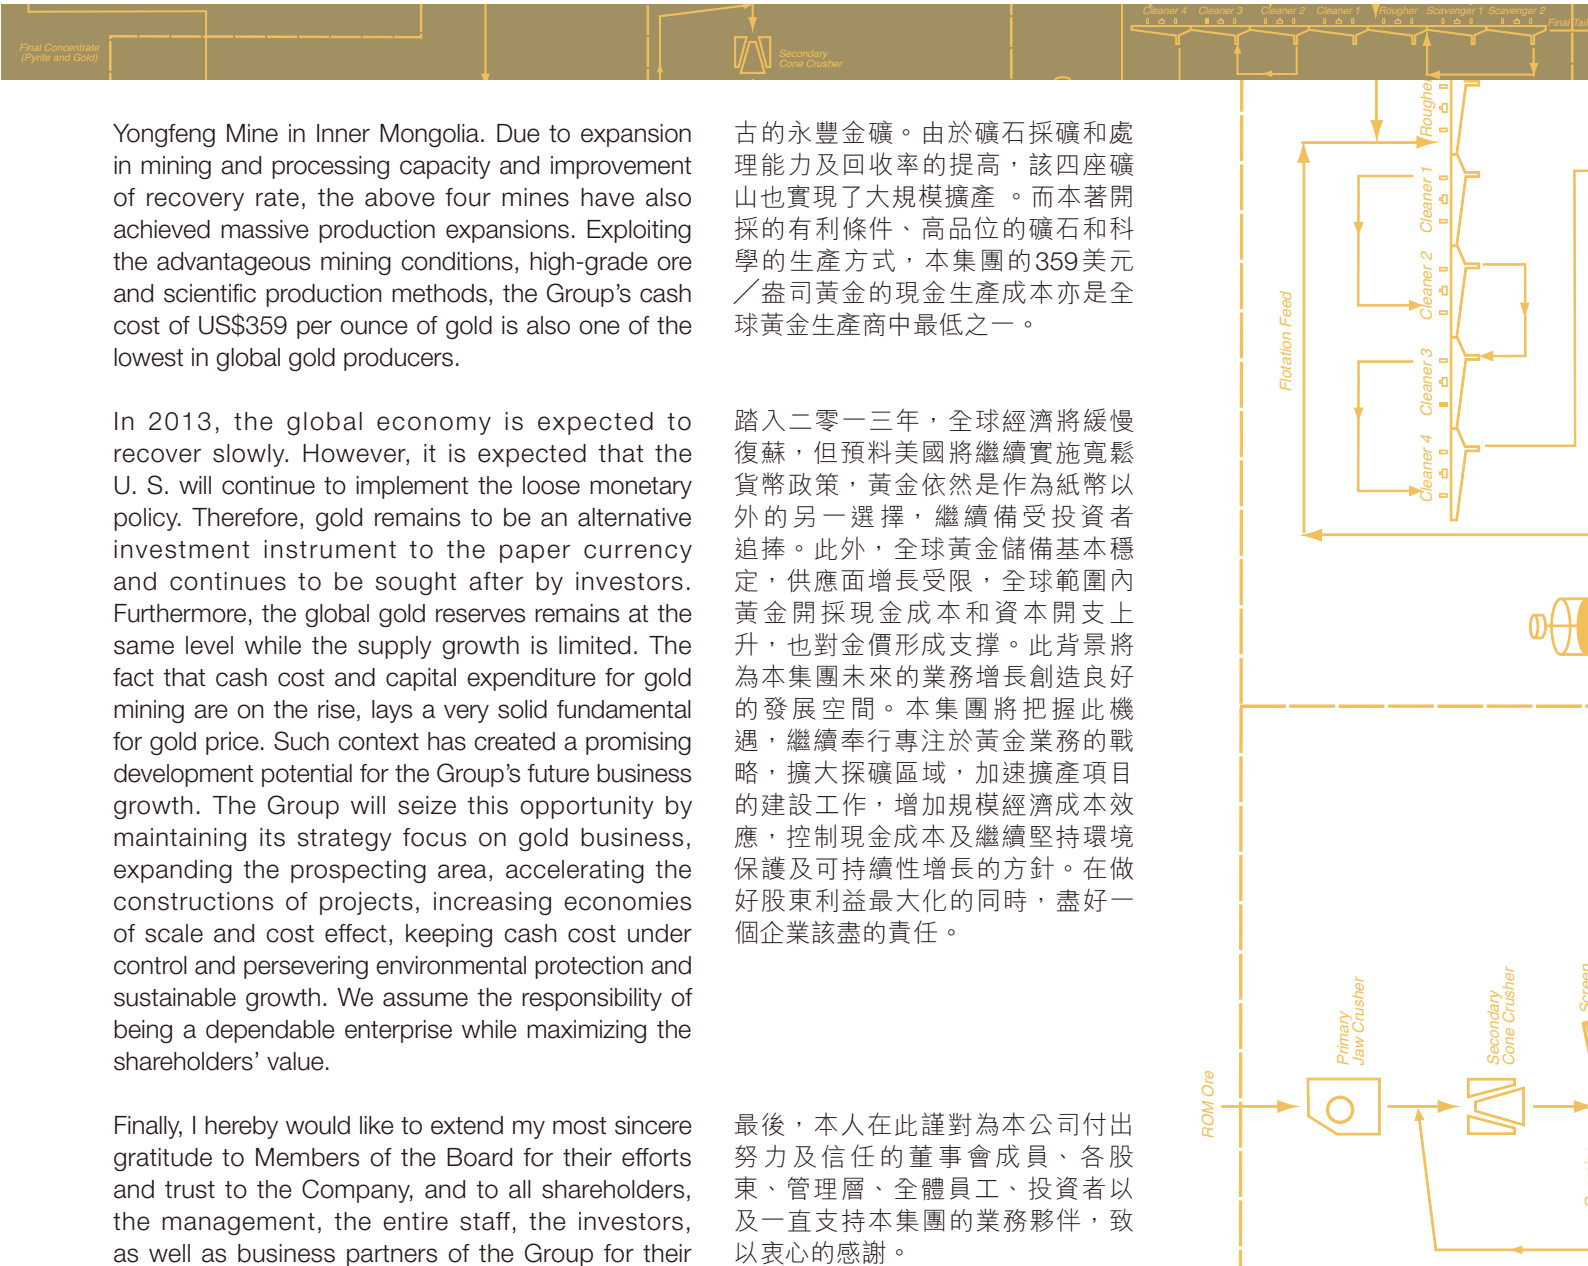 Cleaner 4 Cleaner 3 Cleaner 2 Cleaner 1 Rougher Scavenger 1 Scavenger 2
Final Concentrate
(Pyrite and Gold)
Secondary
Cone Crusher
Yongfeng Mine in Inner Mongolia. Due to expansion
in mining and processing capacity and improvement
of recovery rate, the above four mines have also
achieved massive production expansions. Exploiting
the advantageous mining conditions, high-grade ore
and scientific production methods, the Group’s cash
cost of US$359 per ounce of gold is also one of the
lowest in global gold producers.
In 2013, the global economy is expected to
recover slowly. However, it is expected that the
U. S. will continue to implement the loose monetary
policy. Therefore, gold remains to be an alternative
investment instrument to the paper currency
and continues to be sought after by investors.
Furthermore, the global gold reserves remains at the
same level while the supply growth is limited. The
fact that cash cost and capital expenditure for gold
mining are on the rise, lays a very solid fundamental
for gold price. Such context has created a promising
development potential for the Group’s future business
growth. The Group will seize this opportunity by
maintaining its strategy focus on gold business,
expanding the prospecting area, accelerating the
constructions of projects, increasing economies
of scale and cost effect, keeping cash cost under
control and persevering environmental protection and
sustainable growth. We assume the responsibility of
being a dependable enterprise while maximizing the
shareholders’ value.
Finally, I hereby would like to extend my most sincere
gratitude to Members of the Board for their efforts
and trust to the Company, and to all shareholders,
the management, the entire staff, the investors,
as well as business partners of the Group for their
古的永豐金礦。由於礦石採礦和處
理能力及回收率的提高，該四座礦
山也實現了大規模擴產 。而本著開
採的有利條件、高品位的礦石和科
學的生產方式，本集團的359美元
╱盎司黃金的現金生產成本亦是全
球黃金生產商中最低之一。
踏入二零一三年，全球經濟將緩慢
復蘇，但預料美國將繼續實施寬鬆
貨幣政策，黃金依然是作為紙幣以
外的另一選擇，繼續備受投資者
追捧。此外，全球黃金儲備基本穩
定，供應面增長受限，全球範圍內
黃金開採現金成本和資本開支上
升，也對金價形成支撐。此背景將
為本集團未來的業務增長創造良好
的發展空間。本集團將把握此機
遇，繼續奉行專注於黃金業務的戰
略，擴大探礦區域，加速擴產項目
的建設工作，增加規模經濟成本效
應，控制現金成本及繼續堅持環境
保護及可持續性增長的方針。在做
好股東利益最大化的同時，盡好一
個企業該盡的責任。
最後，本人在此謹對為本公司付出
努力及信任的董事會成員、各股
東、管理層、全體員工、投資者以
及一直支持本集團的業務夥伴，致
以衷心的感謝。
Rougher
Cleaner 1
Cleaner 2
Cleaner 3
Cleaner 4
Flotation Feed
Primary
Jaw Crusher
Secondary
Cone Crusher
Screen
ROM Ore